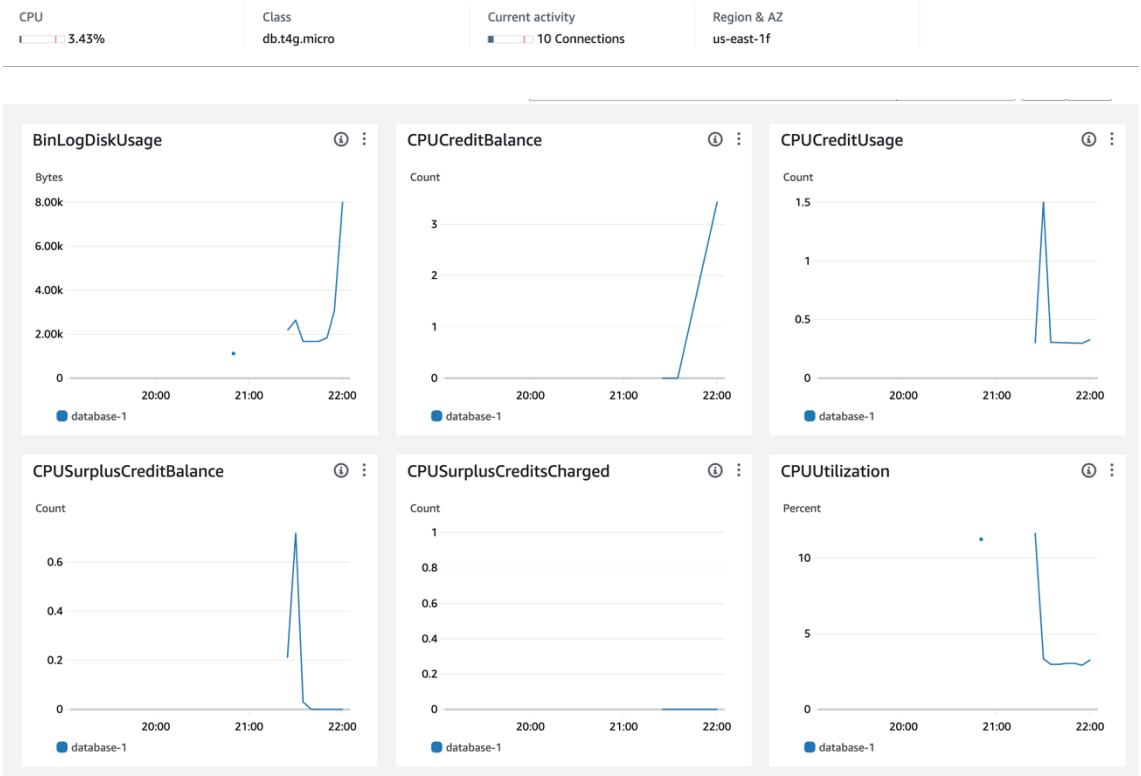 CPU Class Current activity Region & AZ
3.43% db.t4g.micro 10 Connections us-east-1f
BinLogDiskUsage
Bytes
8.00k
6.00k
4.00k
2.00k
0
20:00 21:00 22:00
database-1
CPUCreditBalance
Count
3
2
1
0
20:00 21:00 22:00
database-1
CPUCreditUsage
Count
1.5
1
0.5
0
20:00 21:00 22:00
database-1
CPUSurplusCreditBalance
Count
0.6
0.4
0.2
0
20:00 21:00 22:00
database-1
CPUSurplusCreditsCharged
Count
1
0.8
0.6
0.4
0.2
0
20:00 21:00 22:00
database-1
CPUUtilization
Percent
10
5
0
20:00 21:00 22:00
database-1